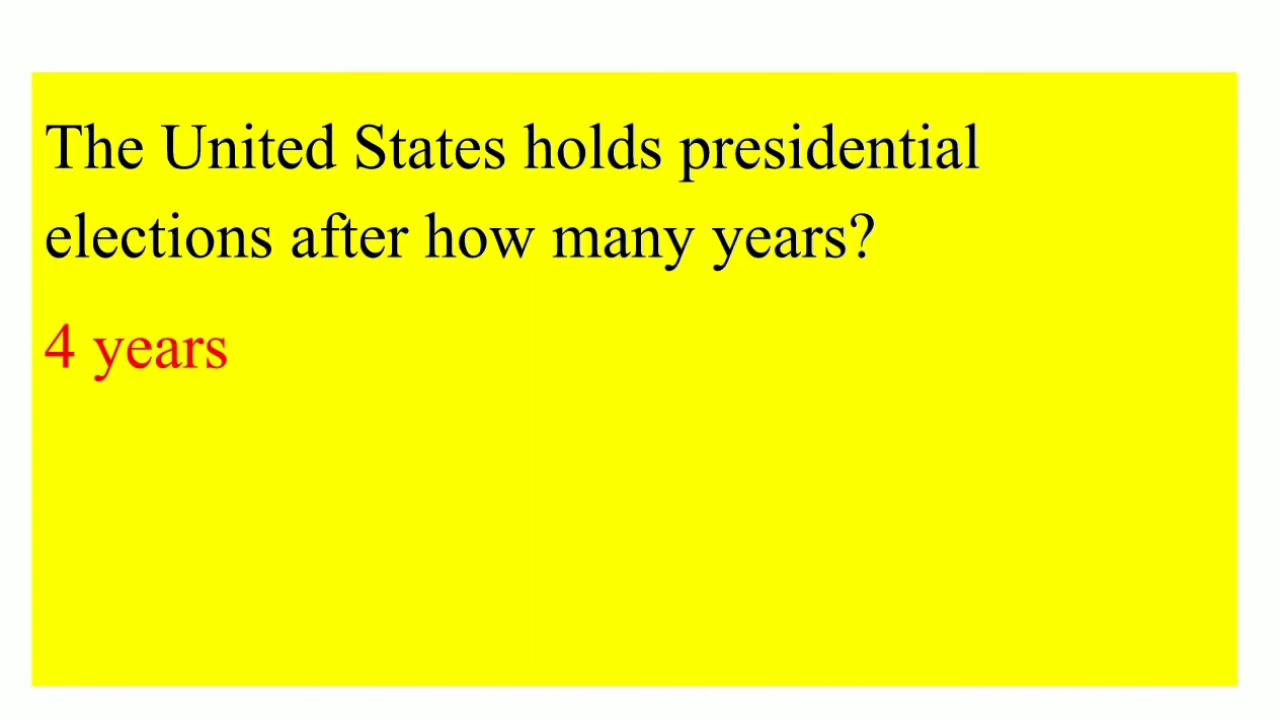 The United States holds presidential
elections after how many years?
4 years